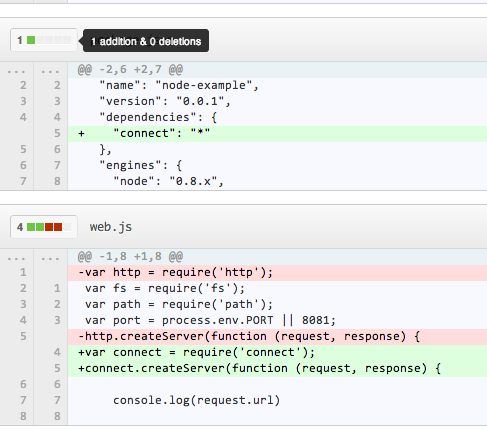 1 1 addition & 0 deletions
... ... @@ -2,6 +2,7 @@
2 2 "name": "node-example",
3 3 "version": "0.0.1",
4 4 "dependencies": {
5 + "connect": "*"
5 6 },
6 7 "engines": {
7 8 "node": "0.8.x",
4 web.js
... ... @@ -1,8 +1,8 @@
1 -var http = require('http');
2 1 var fs = require('fs');
3 2 var path = require('path');
4 3 var port = process.env.PORT || 8081;
5 -http.createServer(function (request, response) {
4 +var connect = require('connect');
5 +connect.createServer(function (request, response) {
6 6
7 7 console.log(request.url)
8 8